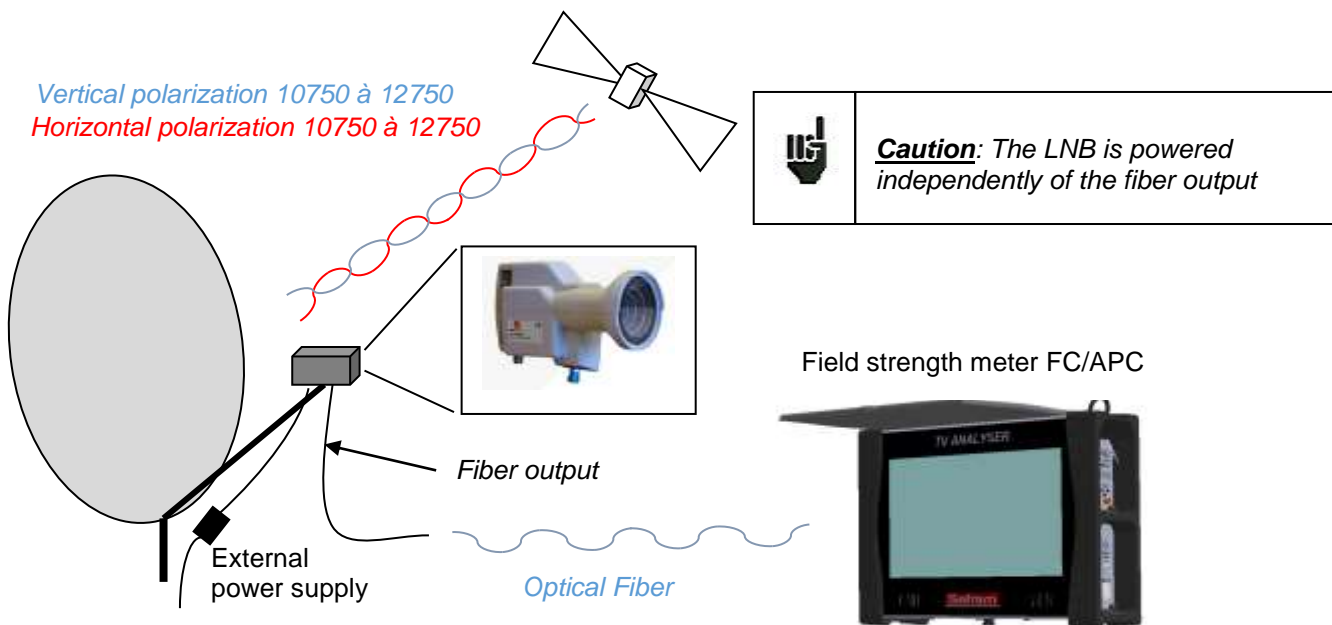 Vertical polarization 10750 à 12750
Horizontal polarization 10750 à 12750
Caution: The LNB is powered
independently of the fiber output
Field strength meter FC/APC
TV ANALYSER
Fiber output
External
power supply
Optical Fiber
Sefram